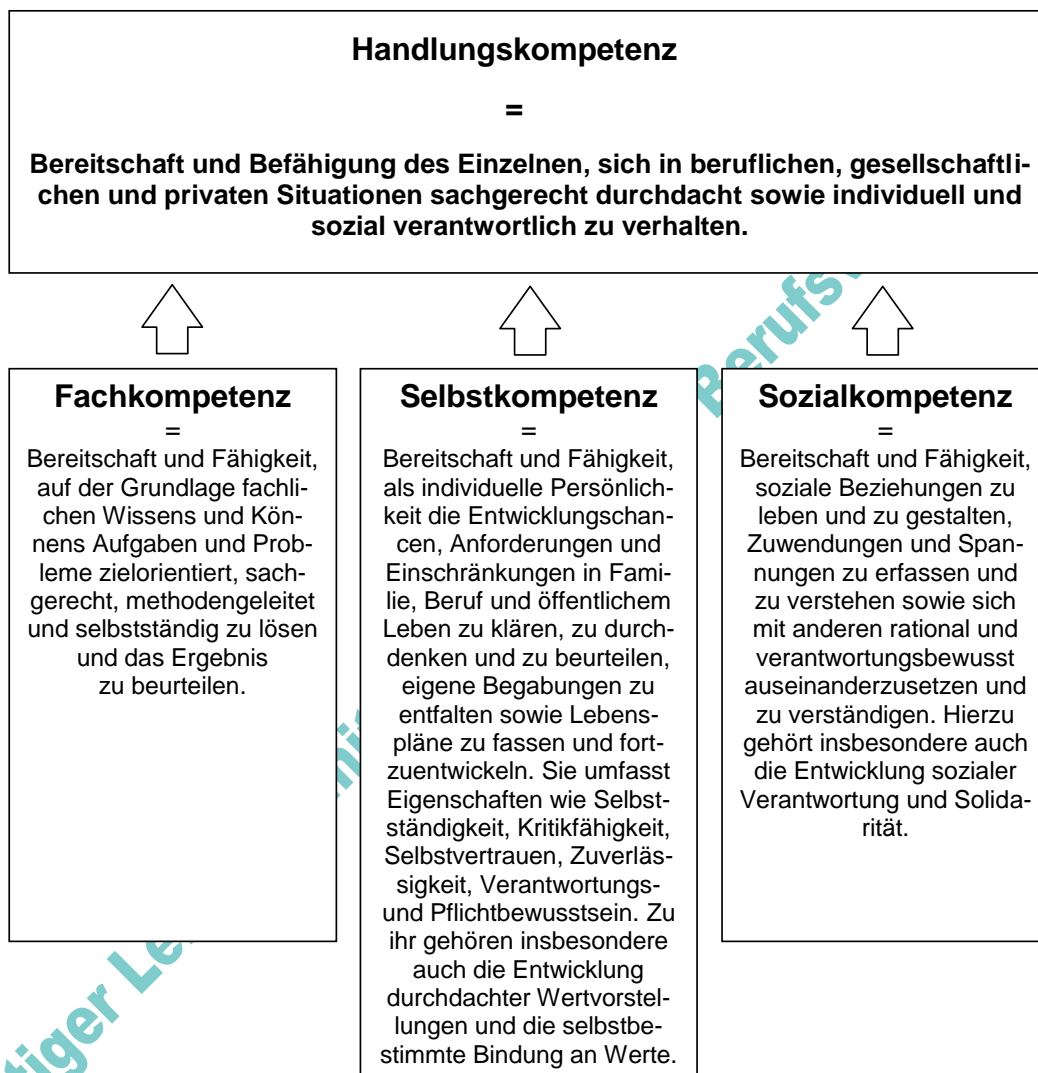 Handlungskompetenz
=
Bereitschaft und Befähigung des Einzelnen, sich in beruflichen, gesellschaftli-
chen und privaten Situationen sachgerecht durchdacht sowie individuell und
sozial verantwortlich zu verhalten.
Fachkompetenz
=
Bereitschaft und Fähigkeit,
auf der Grundlage fachli-
chen Wissens und Kön-
nens Aufgaben und Prob-
leme zielorientiert, sach-
gerecht, methodengeleitet
und selbstständig zu lösen
und das Ergebnis
zu beurteilen.
Selbstkompetenz
=
Bereitschaft und Fähigkeit,
als individuelle Persönlich-
keit die Entwicklungschan-
cen, Anforderungen und
Einschränkungen in Fami-
lie, Beruf und öffentlichem
Leben zu klären, zu durch-
denken und zu beurteilen,
eigene Begabungen zu
entfalten sowie Lebens-
pläne zu fassen und fort-
zuentwickeln. Sie umfasst
Eigenschaften wie Selbst-
ständigkeit, Kritikfähigkeit,
Selbstvertrauen, Zuverläs-
sigkeit, Verantwortungs-
und Pflichtbewusstsein. Zu
ihr gehören insbesondere
auch die Entwicklung
durchdachter Wertvorstel-
lungen und die selbstbe-
stimmte Bindung an Werte.
Sozialkompetenz
=
Bereitschaft und Fähigkeit,
soziale Beziehungen zu
leben und zu gestalten,
Zuwendungen und Span-
nungen zu erfassen und
zu verstehen sowie sich
mit anderen rational und
verantwortungsbewusst
auseinanderzusetzen und
zu verständigen. Hierzu
gehört insbesondere auch
die Entwicklung sozialer
Verantwortung und Solida-
rität.